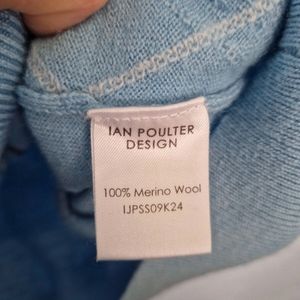 IAN POULTER
DESIGN
100% Merino Wool
IJPSS09K24